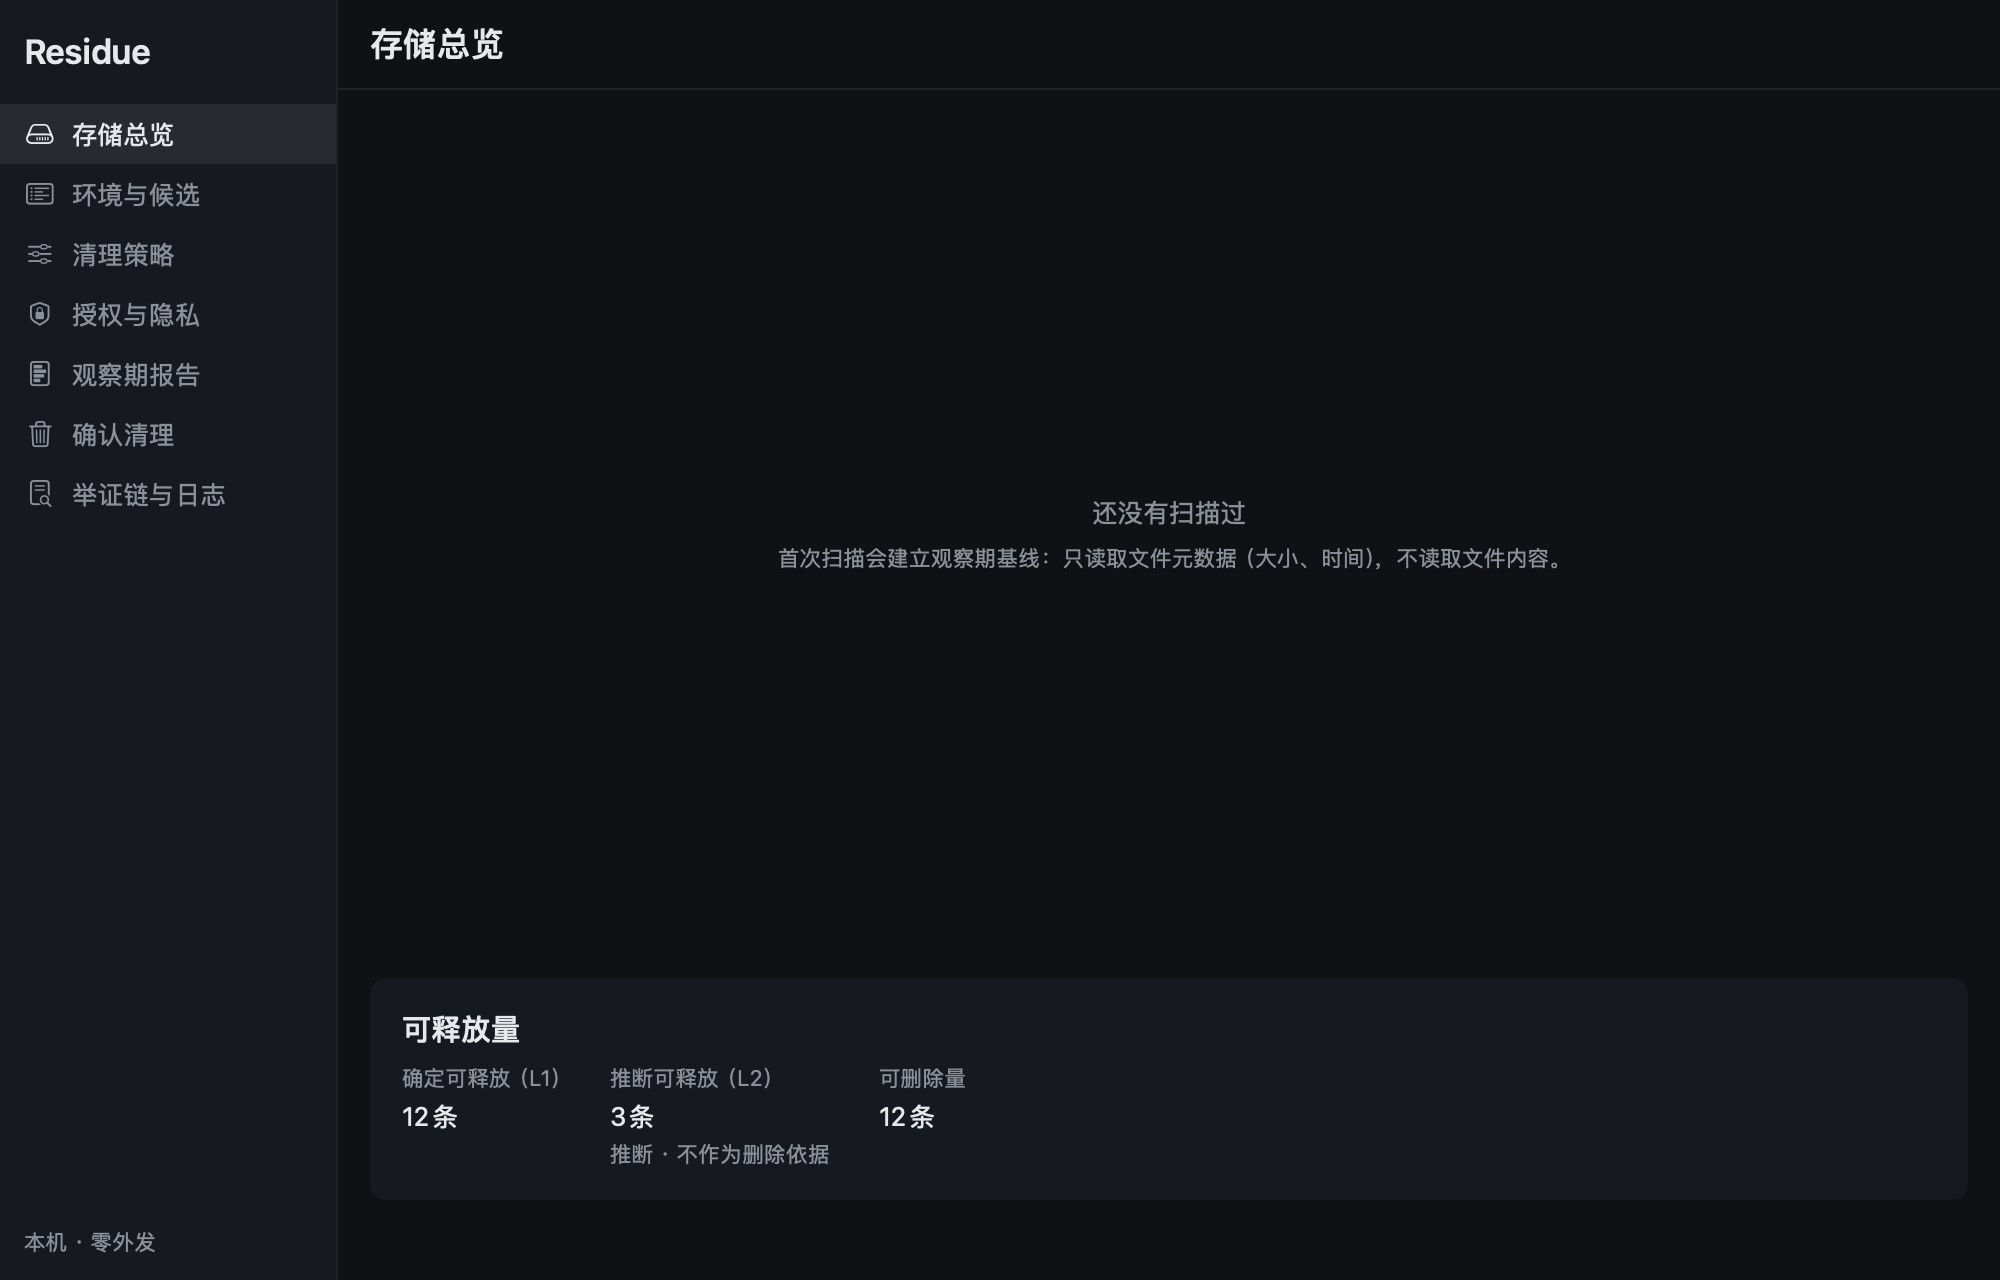 Residue
存储总览
环境与候选
清理策略
授权与隐私
观察期报告
确认清理
举证链与日志
本机 · 零外发
存储总览
还没有扫描过
首次扫描会建立观察期基线：只读取文件元数据（大小、时间），不读取文件内容。
可释放量
确定可释放（L1） 推断可释放（L2） 可删除量
12 条 3 条 12 条
推断 · 不作为删除依据